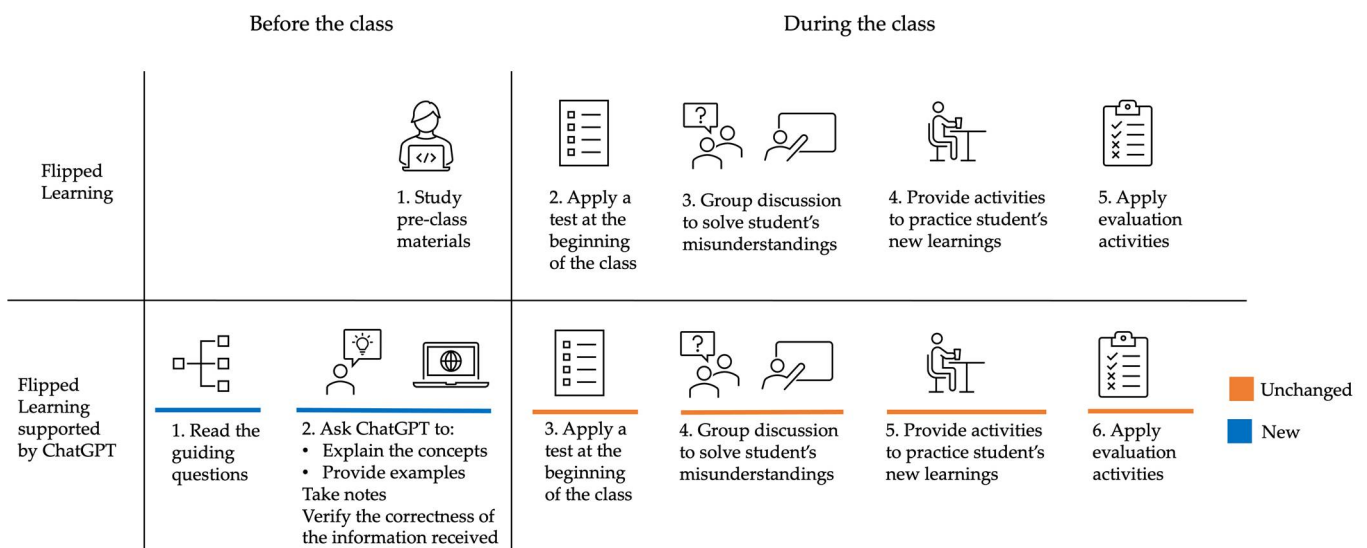 Before the class
During the class
Flipped
Learning
</>
1. Study
pre-class
materials
2. Apply a
test at the
beginning
of the class
?
3. Group discussion
to solve student's
misunderstandings
4. Provide activities
to practice student's
new learnings
5. Apply
evaluation
activities
Flipped
Learning
supported
by ChatGPT
1. Read the
guiding
questions
2. Ask ChatGPT to:
• Explain the concepts
• Provide examples
Take notes
Verify the correctness of
the information received
3. Apply a
test at the
beginning
of the class
?
4. Group discussion
to solve student's
misunderstandings
5. Provide activities
to practice student's
new learnings
6. Apply
evaluation
activities
Unchanged
New